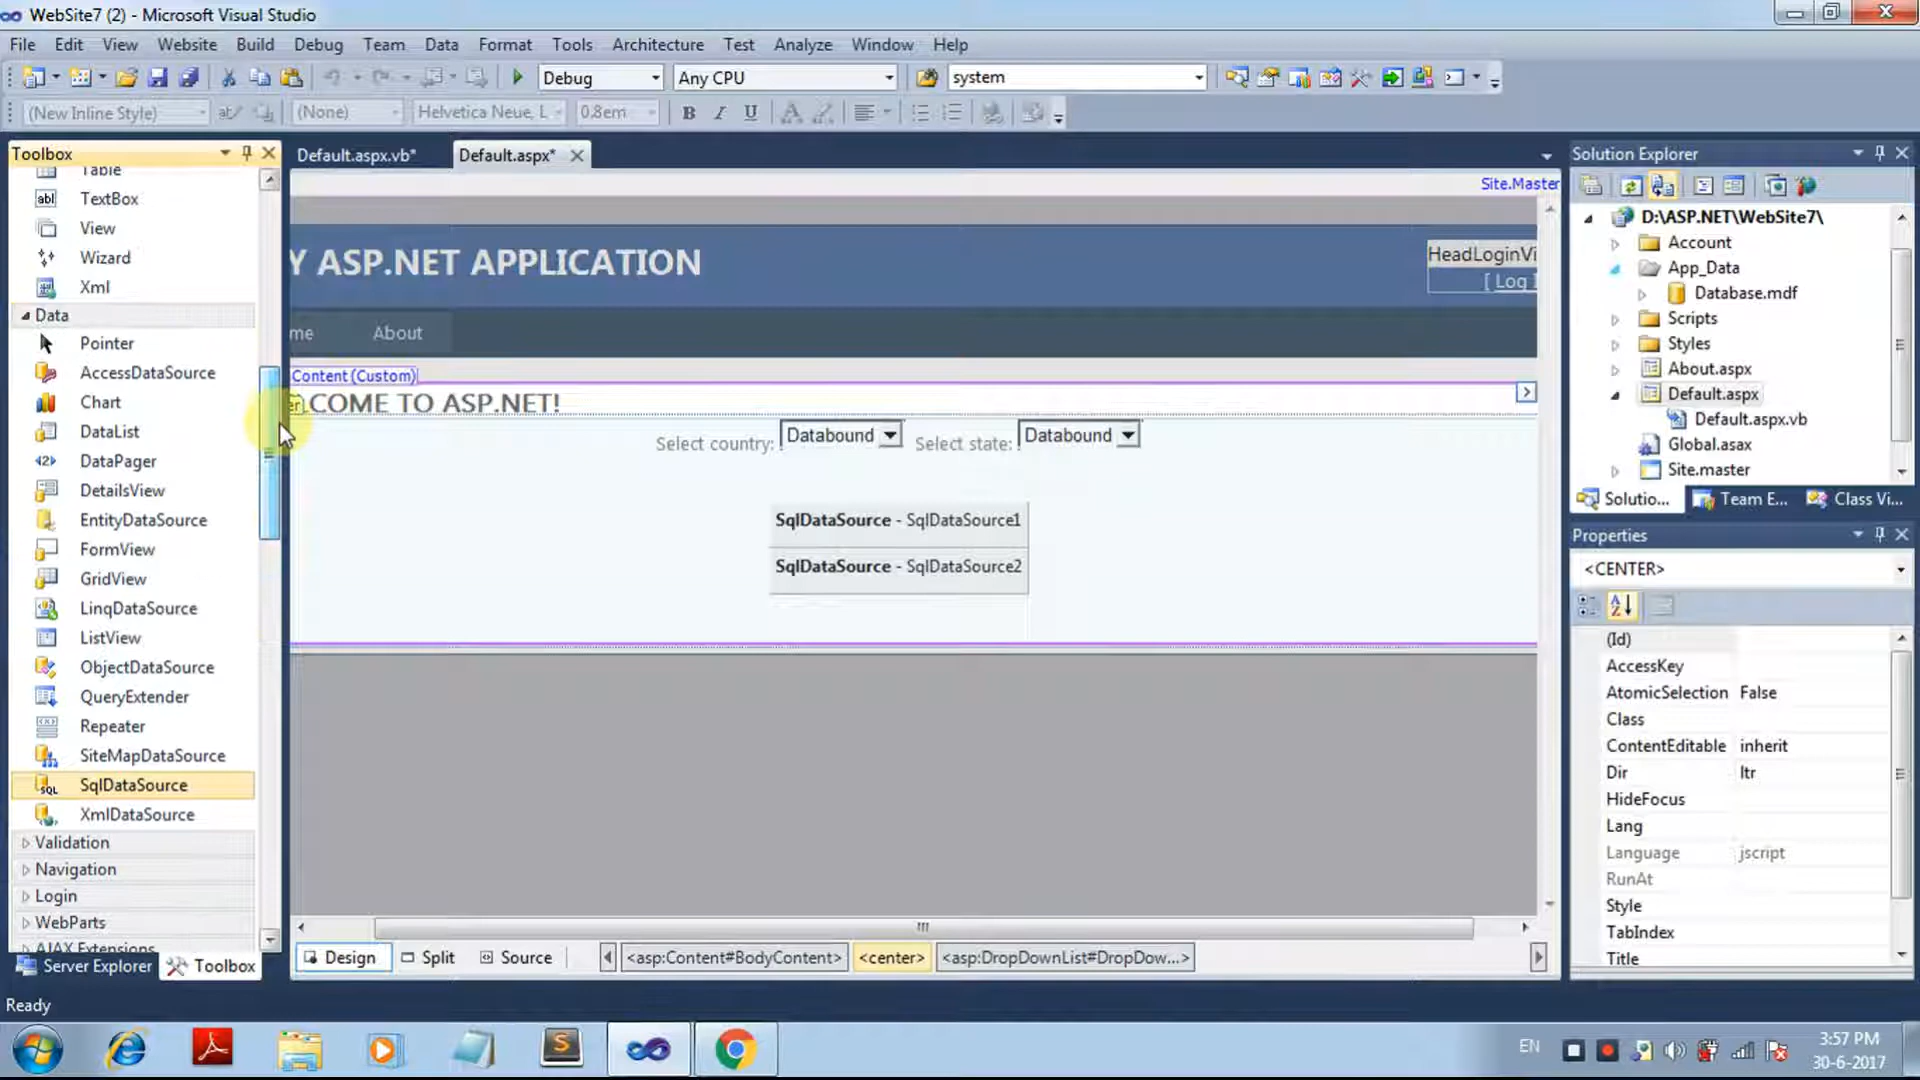 WebSite7 (2) - Microsoft Visual Studio
File Edit View Website Build Debug Team Data Format Tools Architecture Test Analyze Window Help
Debug Any CPU system
(New Inline Style) (None) Helvetica Neue, L 0.8em B I U
Toolbox
Table
abl TextBox
View
Wizard
Xml
Data
Pointer
AccessDataSource
Chart
DataList
DataPager
DetailsView
EntityDataSource
FormView
GridView
LinqDataSource
ListView
ObjectDataSource
QueryExtender
Repeater
SiteMapDataSource
SqlDataSource
XmlDataSource
Validation
Navigation
Login
WebParts
AJAX Extensions
Server Explorer Toolbox
Default.aspx.vb* Default.aspx*
Site.Master
Y ASP.NET APPLICATION
HeadLoginVi
[ Log I
me About
Content (Custom)
COME TO ASP.NET!
Select country: Databound Select state: Databound
SqlDataSource - SqlDataSource1
SqlDataSource - SqlDataSource2
Design Split Source <asp:Content#BodyContent> <center> <asp:DropDownList#DropDow...>
Solution Explorer
D:\ASP.NET\WebSite7\
Account
App_Data
Database.mdf
Scripts
Styles
About.aspx
Default.aspx
Default.aspx.vb
Global.asax
Site.master
Solutio... Team E... Class Vi...
Properties
<CENTER>
(Id)
AccessKey
AtomicSelection False
Class
ContentEditable inherit
Dir ltr
HideFocus
Lang
Language jscript
RunAt
Style
TabIndex
Title
Ready
EN
3:57 PM
30-6-2017